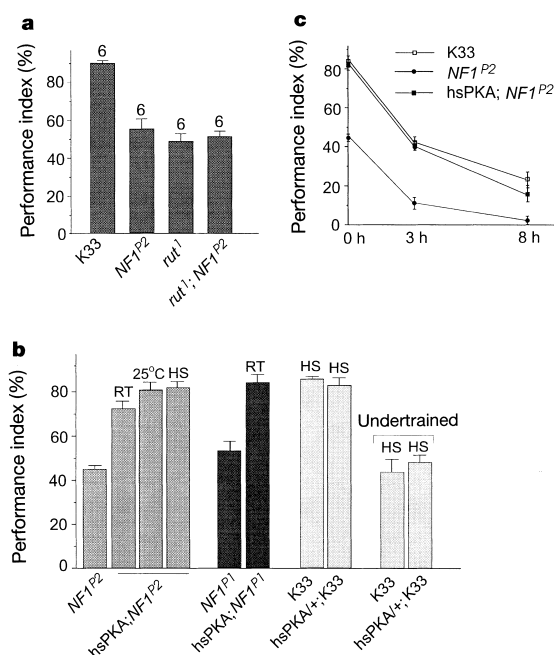 a
Performance index (%)
80
60
40
20
0
6
6
6
6
K33
NF1ᴾ²
rut¹
rut¹; NF1ᴾ²
c
Performance index (%)
80
60
40
20
0
K33
NF1ᴾ²
hsPKA; NF1ᴾ²
0 h
3 h
8 h
b
Performance index (%)
80
60
40
20
0
RT
25°C
HS
RT
HS
HS
Undertrained
HS
HS
NF1ᴾ²
hsPKA;NF1ᴾ²
NF1ᴾ¹
hsPKA;NF1ᴾ¹
K33
hsPKA/+;K33
K33
hsPKA/+;K33